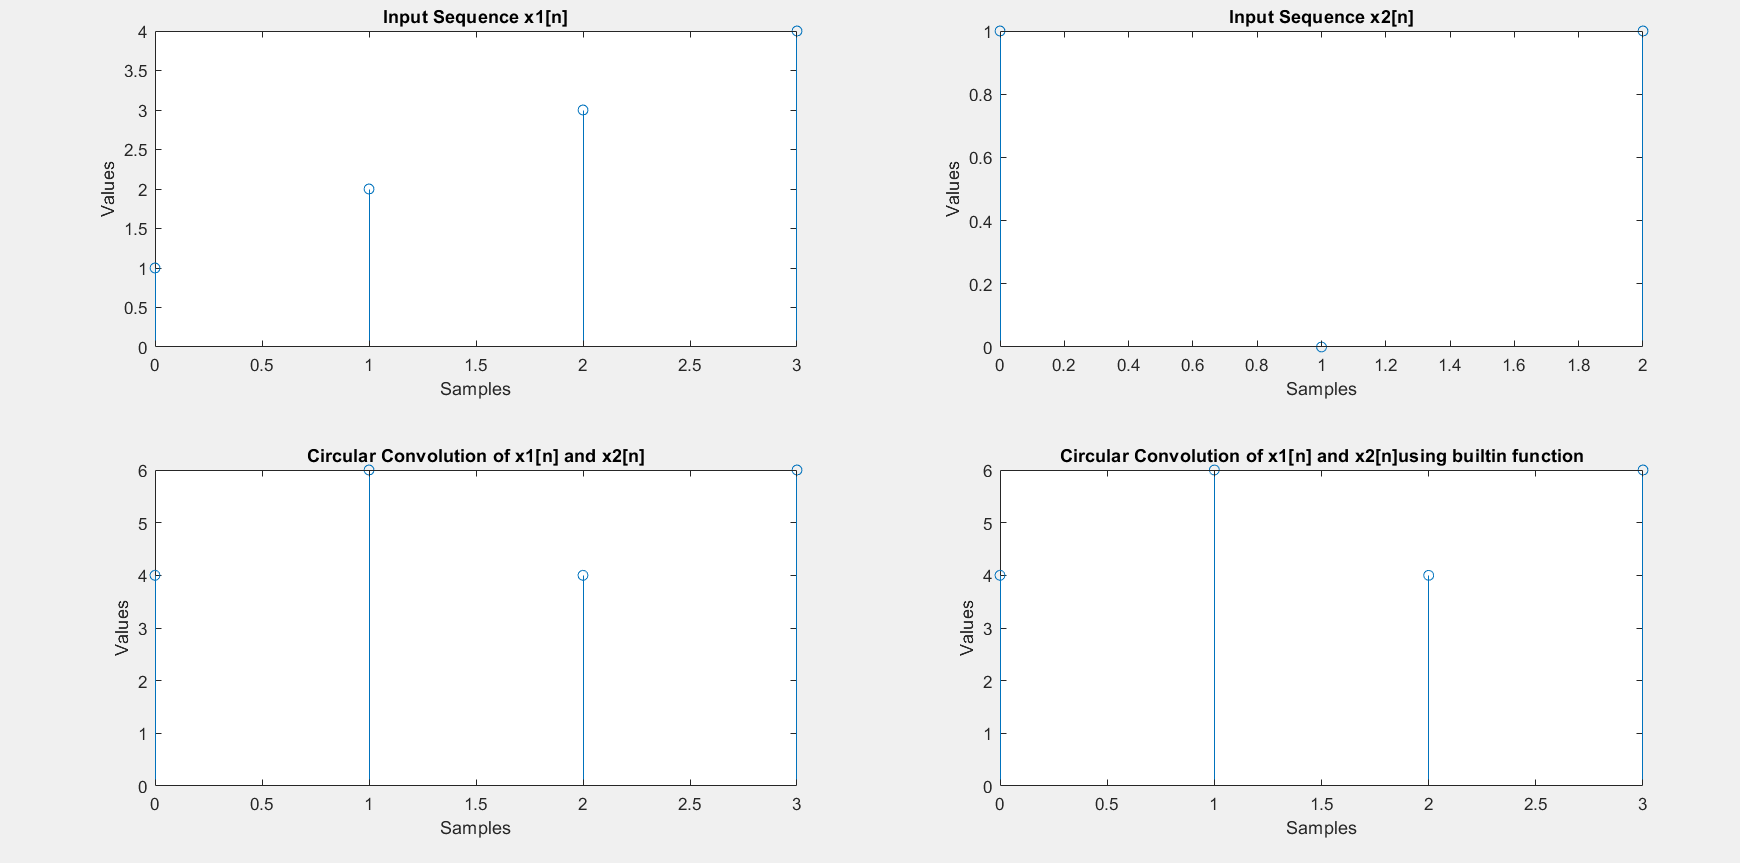 Input Sequence x1[n]
4
3.5
3
2.5
2
1.5
1
0.5
0
Values
0 0.5 1 1.5 2 2.5 3
Samples
Input Sequence x2[n]
1
0.8
0.6
0.4
0.2
0
Values
0 0.2 0.4 0.6 0.8 1 1.2 1.4 1.6 1.8 2
Samples
Circular Convolution of x1[n] and x2[n]
6
5
4
3
2
1
0
Values
0 0.5 1 1.5 2 2.5 3
Samples
Circular Convolution of x1[n] and x2[n]using builtin function
6
5
4
3
2
1
0
Values
0 0.5 1 1.5 2 2.5 3
Samples